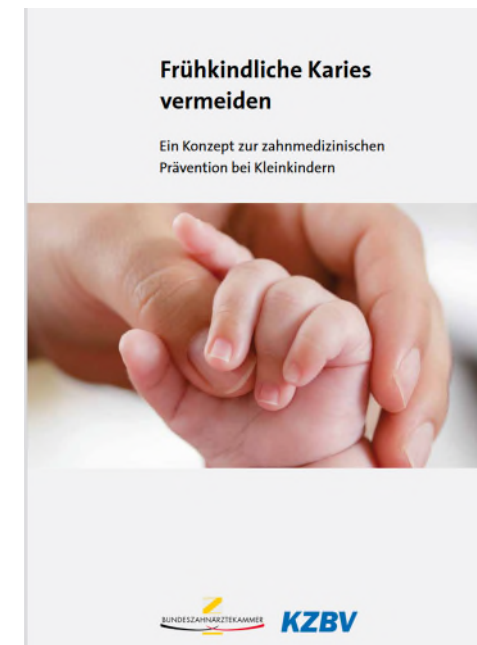 Frühkindliche Karies
vermeiden
Ein Konzept zur zahnmedizinischen
Prävention bei Kleinkindern
BUNDESZAHNÄRZTEKAMMER
KZBV